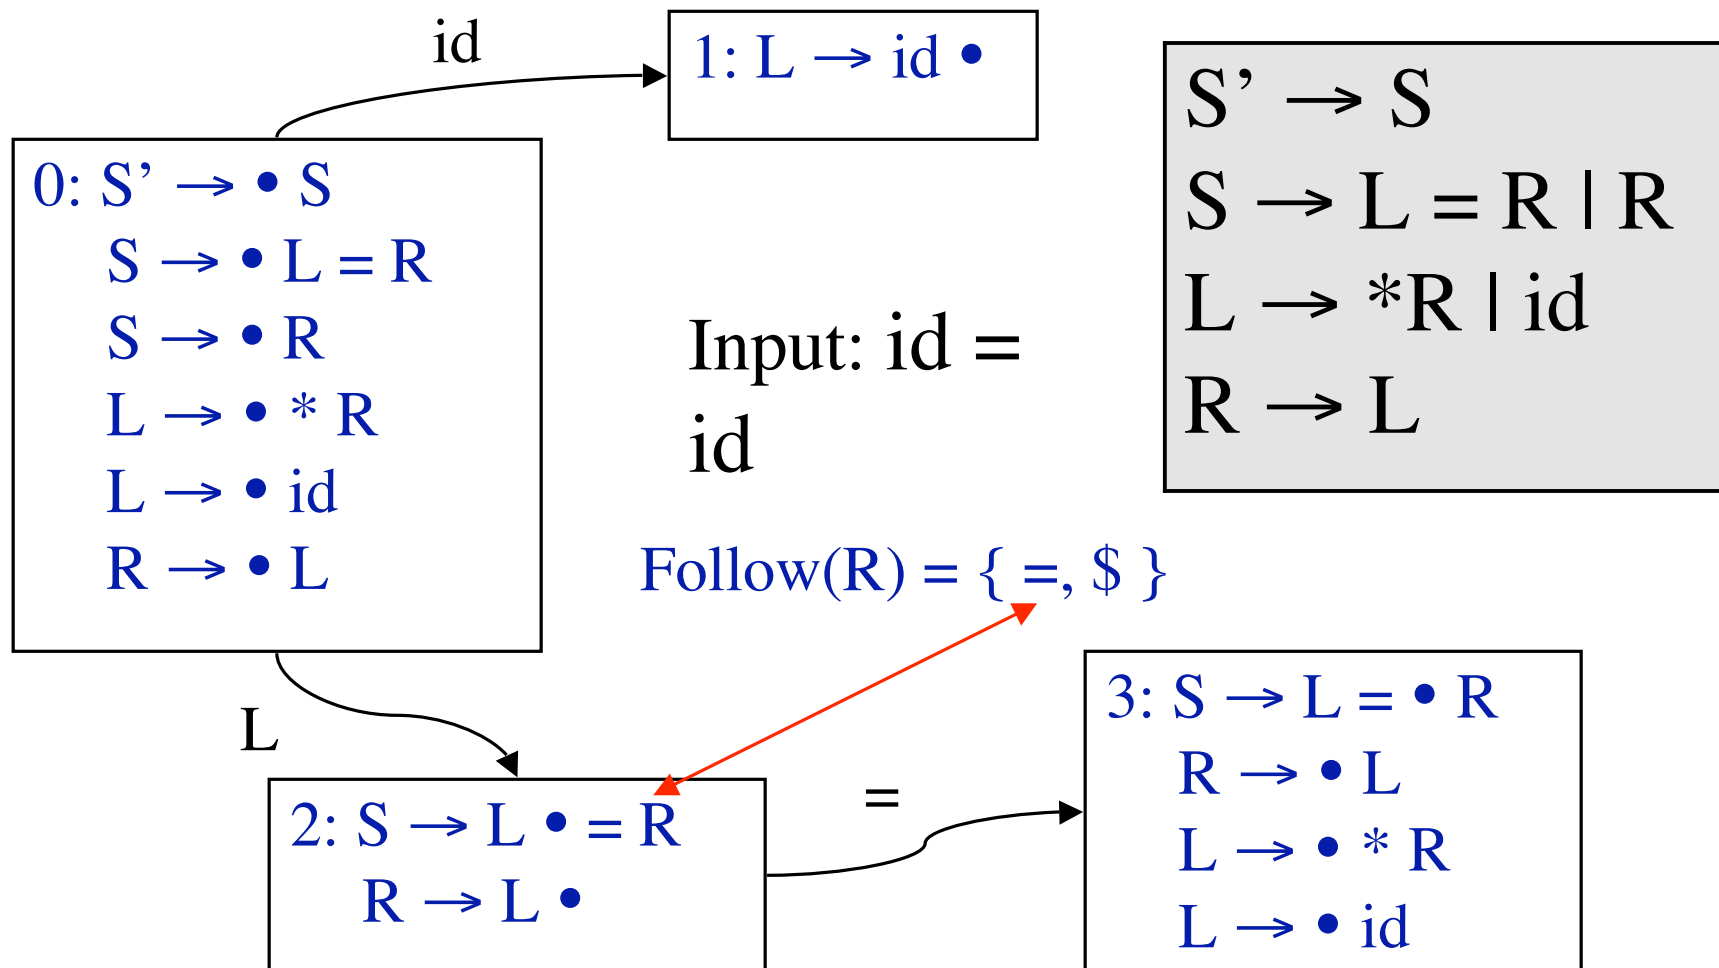 id
1: L → id •
S’ → S
S → L = R | R
L → *R | id
R → L
0: S’ → • S
S → • L = R
S → • R
L → • * R
L → • id
R → • L
Input: id =
id
Follow(R) = { =, $ }
L
2: S → L • = R
R → L •
=
3: S → L = • R
R → • L
L → • * R
L → • id